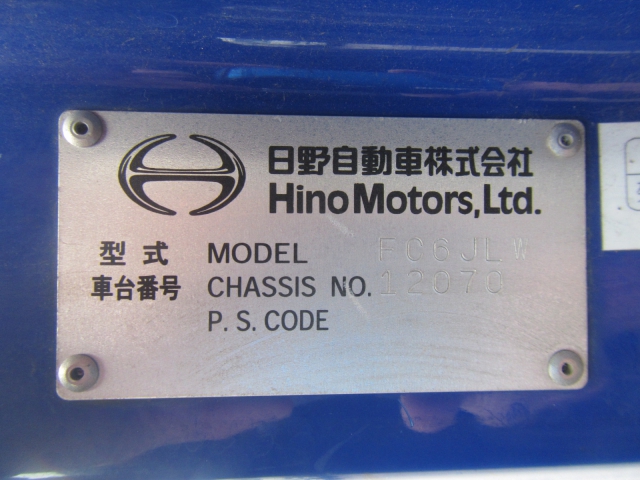 日野自動車株式会社
Hino Motors, Ltd.
型式 MODEL FC6JLW
車台番号 CHASSIS NO. 12070
P. S. CODE